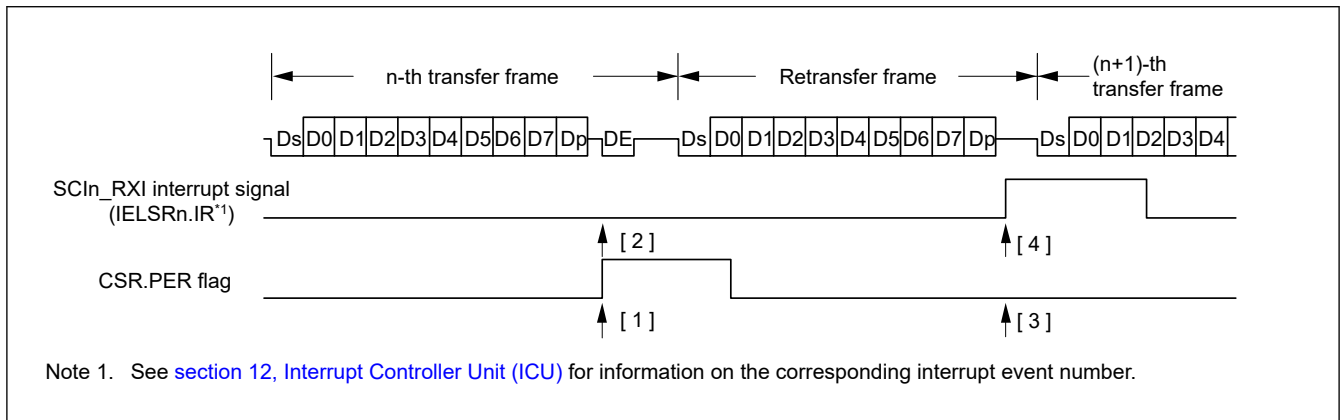 n-th transfer frame
Retransfer frame
(n+1)-th
transfer frame
Ds D0 D1 D2 D3 D4 D5 D6 D7 Dp DE Ds D0 D1 D2 D3 D4 D5 D6 D7 Dp Ds D0 D1 D2 D3 D4
SCIn_RXI interrupt signal
(IELSRn.IR*1)
[ 2 ]
[ 4 ]
CSR.PER flag
[ 1 ]
[ 3 ]
Note 1. See section 12, Interrupt Controller Unit (ICU) for information on the corresponding interrupt event number.